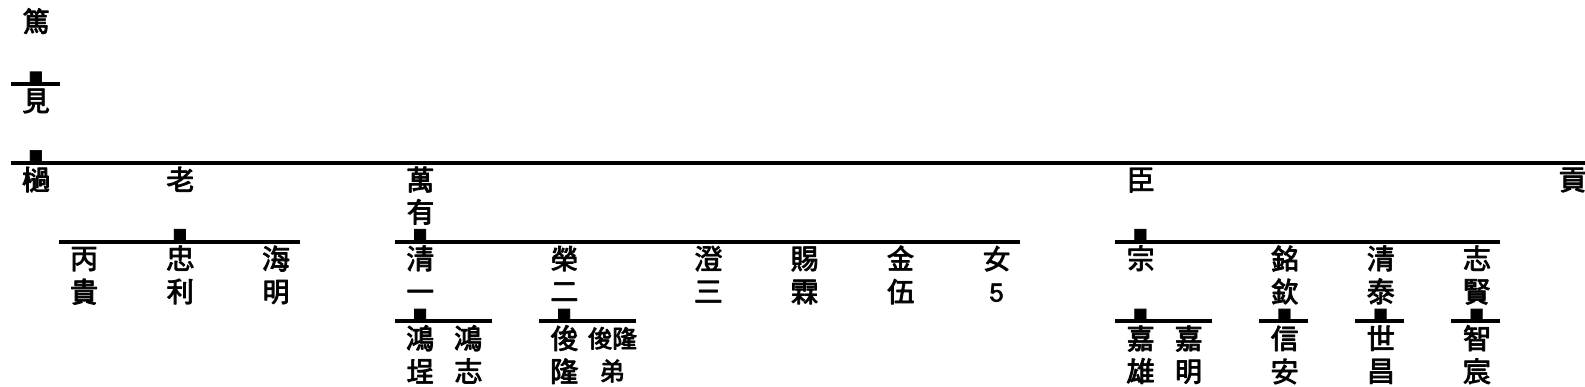 篤
見
檛 老 萬有 臣 貢
丙貴 忠利 海明 清一 榮二 澄三 賜霖 金伍 女5 宗 銘欽 清泰 志賢
鴻埕 鴻志 俊隆 俊隆弟 嘉雄 嘉明 信安 世昌 智宸